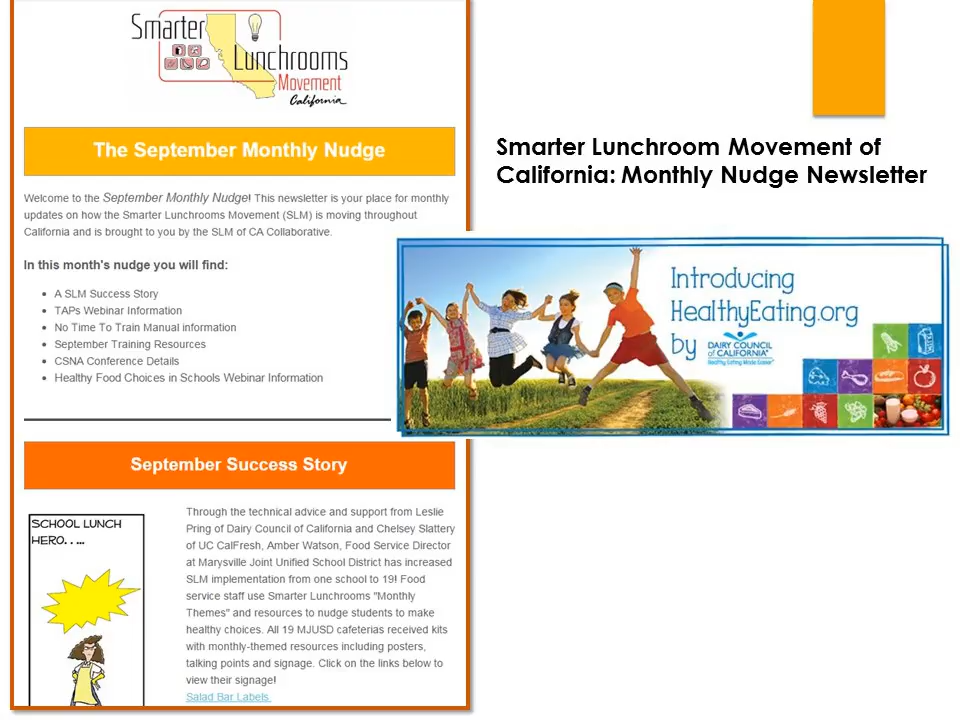 Smarter
Lunchrooms
Movement
California
The September Monthly Nudge
Welcome to the September Monthly Nudge! This newsletter is your place for monthly
updates on how the Smarter Lunchrooms Movement (SLM) is moving throughout
California and is brought to you by the SLM of CA Collaborative.
In this month's nudge you will find:
• A SLM Success Story
• TAPs Webinar Information
• No Time To Train Manual information
• September Training Resources
• CSNA Conference Details
• Healthy Food Choices in Schools Webinar Information
September Success Story
SCHOOL LUNCH
HERO.....
Through the technical advice and support from Leslie
Pring of Dairy Council of California and Chelsey Slattery
of UC CalFresh, Amber Watson, Food Service Director
at Marysville Joint Unified School District has increased
SLM implementation from one school to 19! Food
service staff use Smarter Lunchrooms "Monthly
Themes" and resources to nudge students to make
healthy choices. All 19 MJUSD cafeterias received kits
with monthly-themed resources including posters,
talking points and signage. Click on the links below to
view their signage!
Salad Bar Labels
Smarter Lunchroom Movement of
California: Monthly Nudge Newsletter
Introducing
HealthyEating.org
by
DAIRY COUNCIL
OF CALIFORNIA
Healthy Eating Made Easier